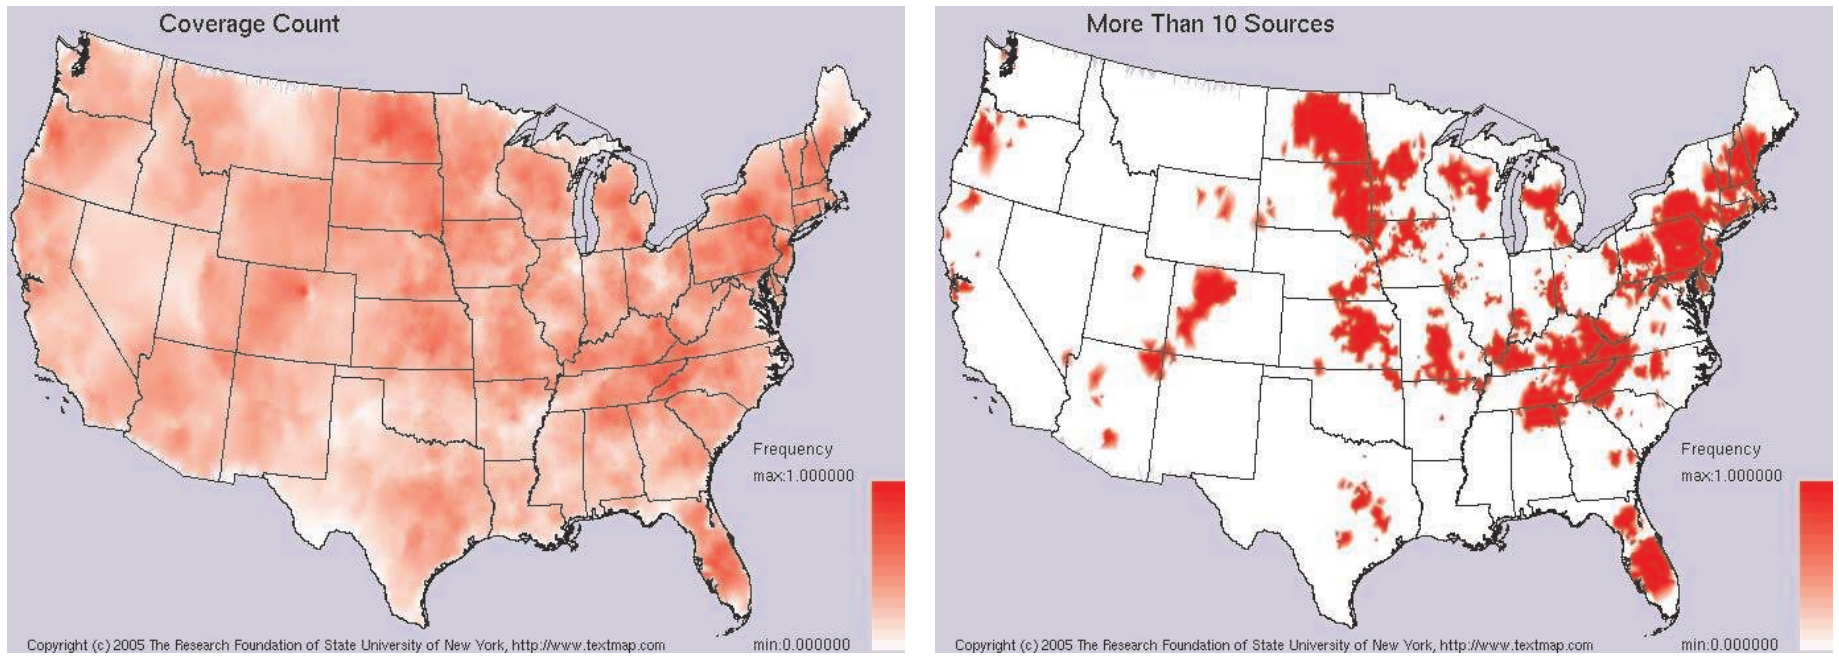 Coverage Count
Frequency
max:1.000000
min:0.000000
Copyright (c) 2005 The Research Foundation of State University of New York, http://www.textmap.com
More Than 10 Sources
Frequency
max:1.000000
min:0.000000
Copyright (c) 2005 The Research Foundation of State University of New York, http://www.textmap.com